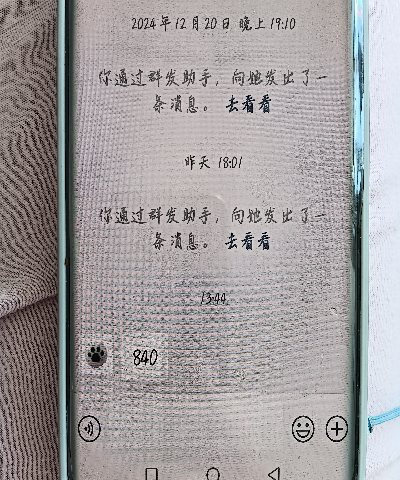 2024年12月20日 晚上19:10
你通过群发助手，向她发出了一
条消息。 去看看
昨天 18:01
你通过群发助手，向她发出了一
条消息。 去看看
13:44
840